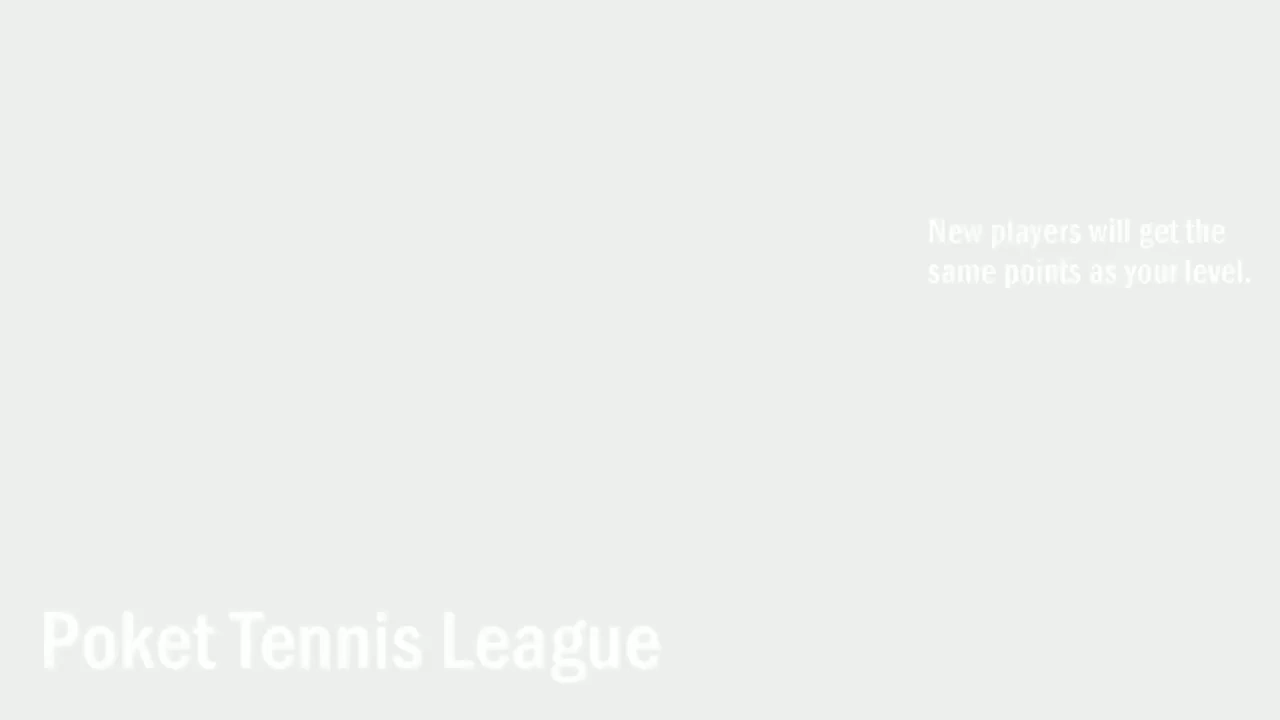 New players will get the
same points as your level.
Poket Tennis League